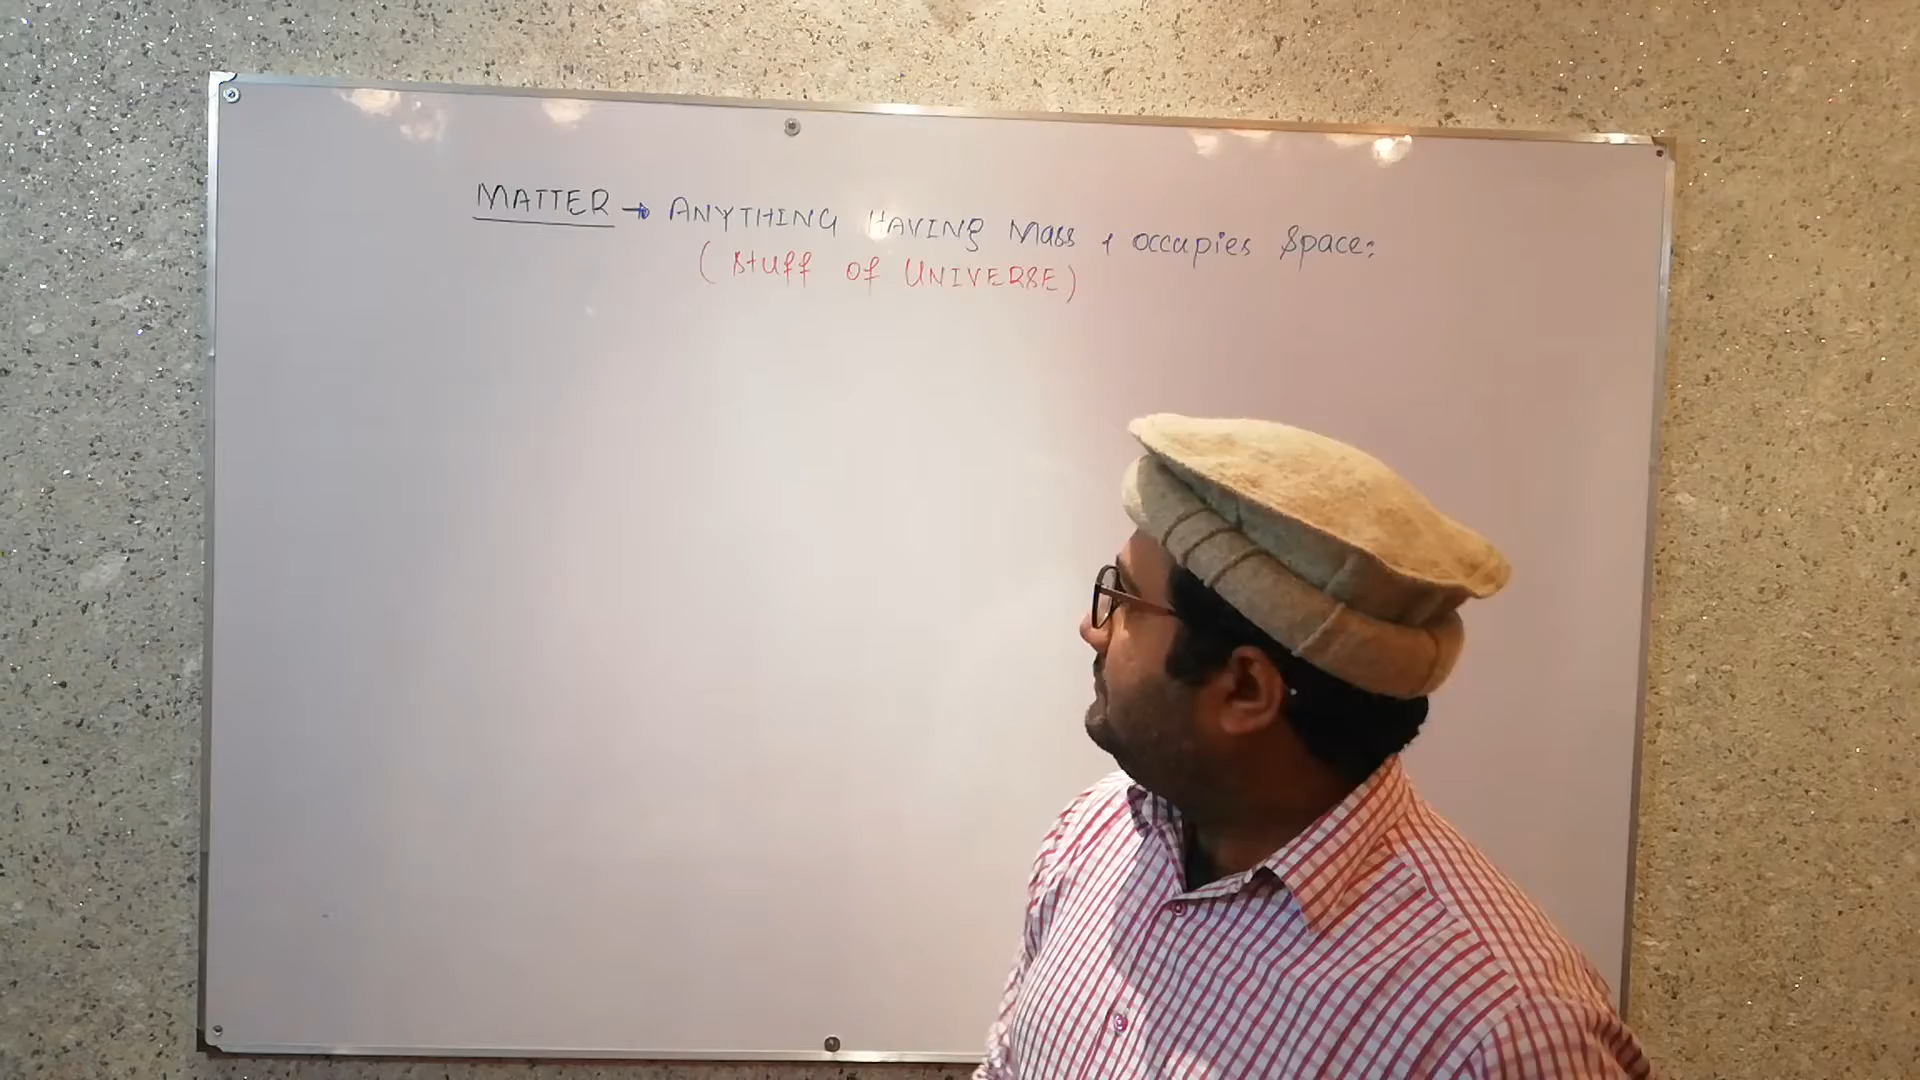 MATTER → ANYTHING HAVING Mass & occupies Space:
(Stuff of UNIVERSE)